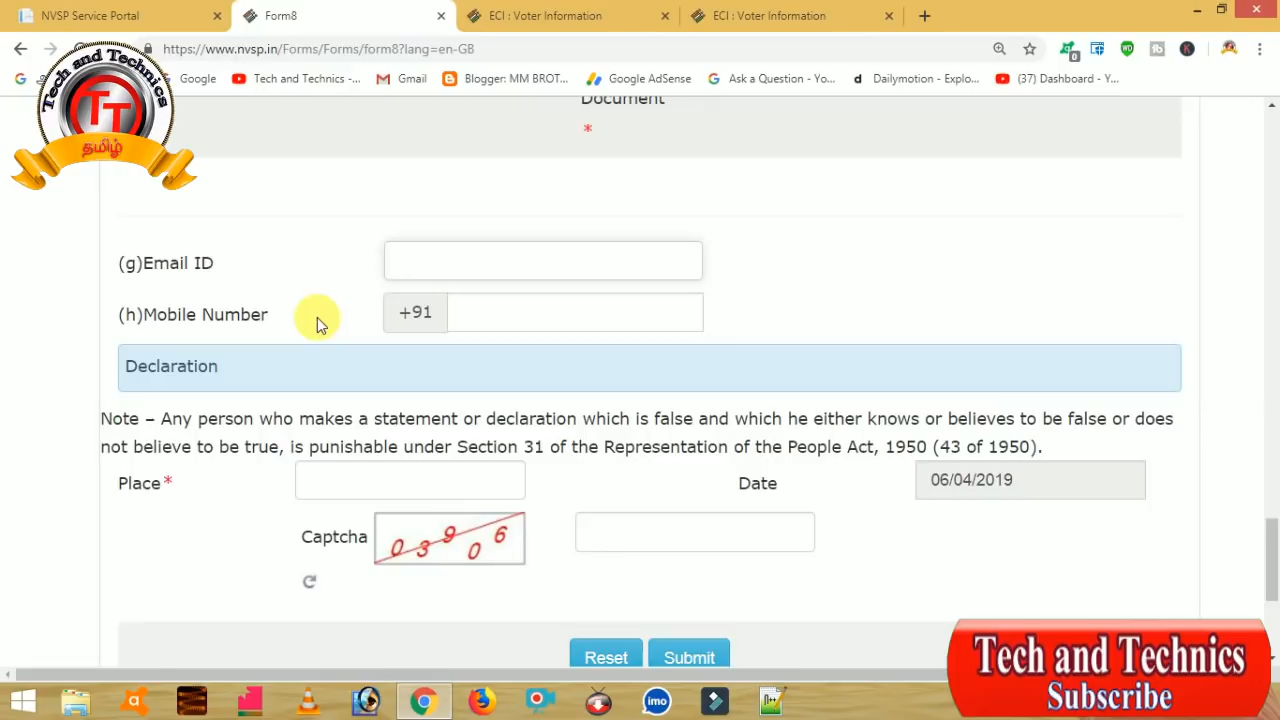 NVSP Service Portal
Form8
ECI : Voter Information
ECI : Voter Information
https://www.nvsp.in/Forms/Forms/form8?lang=en-GB
Google
Tech and Technics -...
Gmail
Blogger: MM BROT...
Google AdSense
Ask a Question - Yo...
Dailymotion - Explo...
(37) Dashboard - Y...
Tech and Technics
TT
தமிழ்
Document
*
(g)Email ID
(h)Mobile Number
+91
Declaration
Note – Any person who makes a statement or declaration which is false and which he either knows or believes to be false or does
not believe to be true, is punishable under Section 31 of the Representation of the People Act, 1950 (43 of 1950).
Place*
Date
06/04/2019
Captcha
03906
Reset
Submit
Tech and Technics
Subscribe
imo